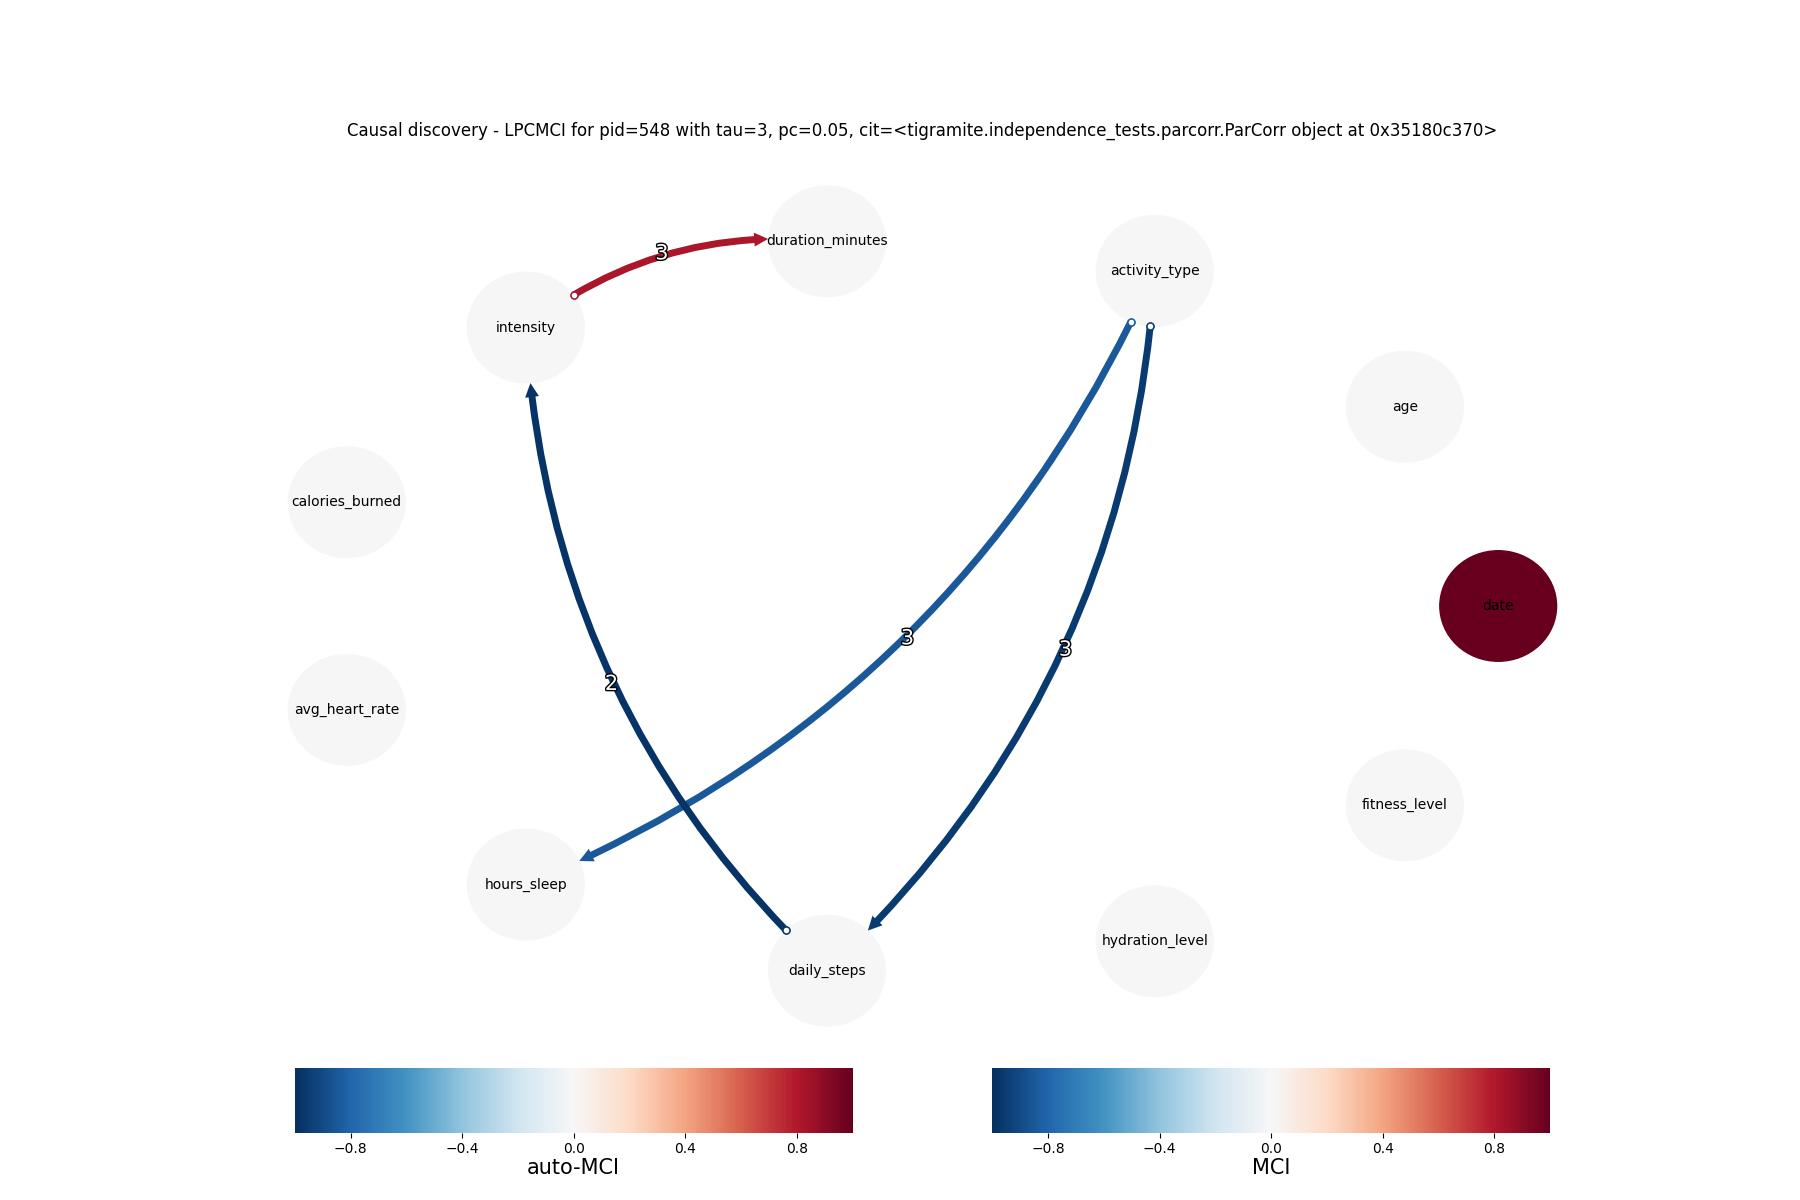 Causal discovery - LPCMCI for pid=548 with tau=3, pc=0.05, cit=<tigramite.independence_tests.parcorr.ParCorr object at 0x35180c370>
duration_minutes
3
activity_type
intensity
age
calories_burned
date
3
3
2
avg_heart_rate
fitness_level
hours_sleep
hydration_level
daily_steps
−0.8 −0.4 0.0 0.4 0.8
auto-MCI
−0.8 −0.4 0.0 0.4 0.8
MCI